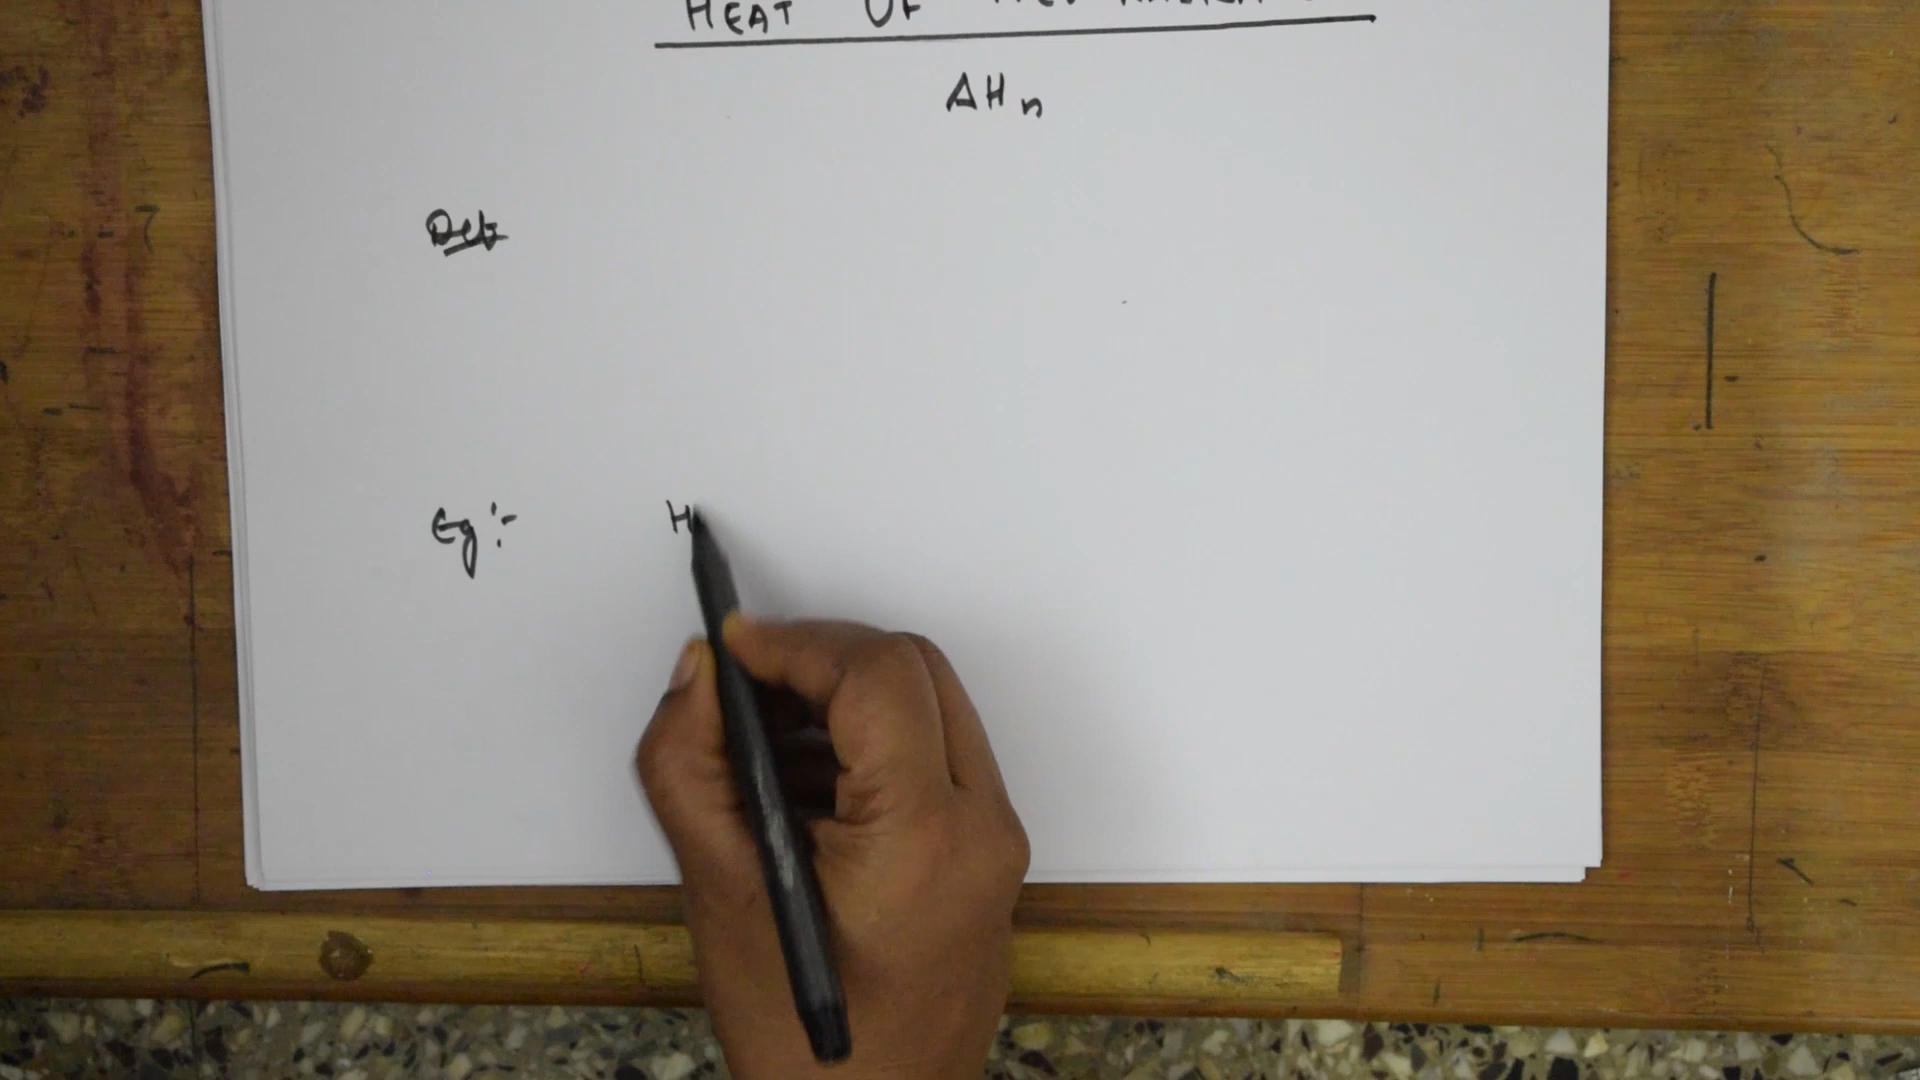 HEAT OF
ΔHn
Def
Eg:- H